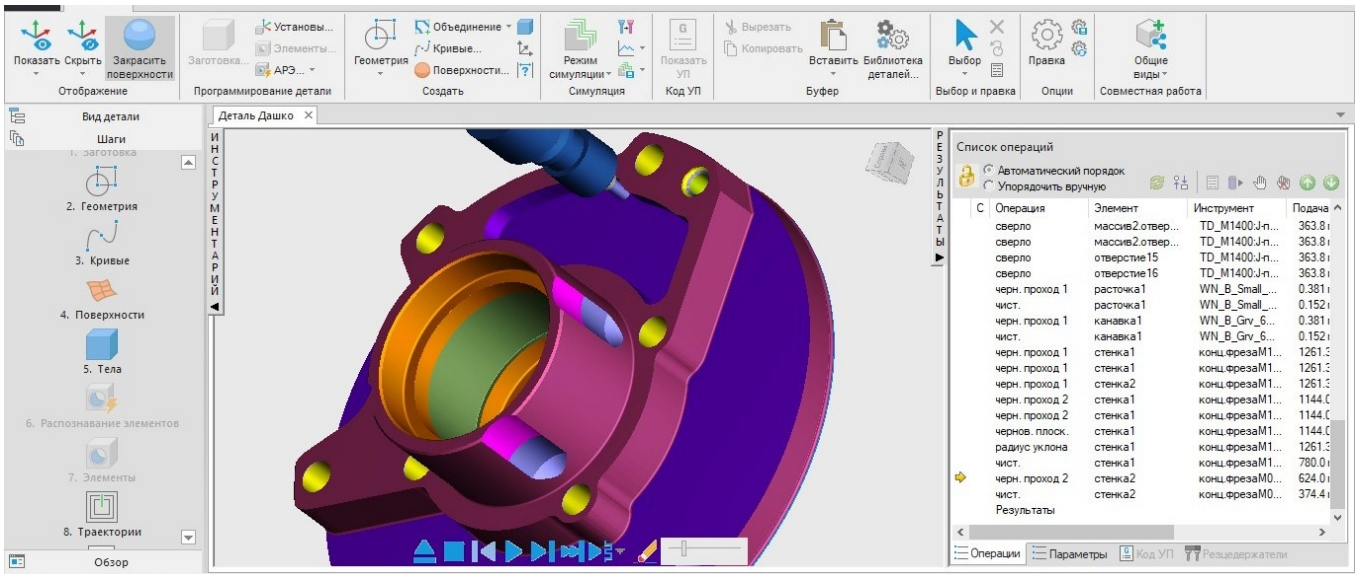 Показать Скрыть Закрасить поверхности
Отображение
Заготовка... Установы...
Элементы...
АРЭ...
Программирование детали
Геометрия Объединение
Кривые...
Поверхности...
Создать
Режим симуляции
Симуляция
G
Показать УП
Код УП
Вырезать
Копировать
Вставить Библиотека деталей...
Буфер
Выбор
Выбор и правка
Правка
Опции
Общие виды
Совместная работа
Вид детали
Шаги
1. Заготовка
2. Геометрия
3. Кривые
4. Поверхности
5. Тела
6. Распознавание элементов
7. Элементы
8. Траектории
Обзор
Деталь Дашко
ИНСТРУМЕНТАРИЙ
РЕЗУЛЬТАТЫ
Список операций
Автоматический порядок
Упорядочить вручную
С Операция Элемент Инструмент Подача
сверло массив2.отвер... TD_M1400:J-п... 363.8
сверло массив2.отвер... TD_M1400:J-п... 363.8
сверло отверстие15 TD_M1400:J-п... 363.8
сверло отверстие16 TD_M1400:J-п... 363.8
черн. проход 1 расточка1 WN_B_Small_... 0.381
чист. расточка1 WN_B_Small_... 0.152
черн. проход 1 канавка1 WN_B_Grv_6... 0.381
чист. канавка1 WN_B_Grv_6... 0.152
черн. проход 1 стенка1 конц.фрезаM1... 1261.3
черн. проход 1 стенка1 конц.фрезаM1... 1261.3
черн. проход 1 стенка2 конц.фрезаM1... 1261.3
черн. проход 2 стенка1 конц.фрезаM1... 1144.0
черн. проход 2 стенка1 конц.фрезаM1... 1144.0
чернов. плоск. стенка1 конц.фрезаM1... 1144.0
радиус уклона стенка1 конц.фрезаM1... 1261.3
чист. стенка1 конц.фрезаM1... 780.0
черн. проход 2 стенка2 конц.фрезаM0... 624.0
чист. стенка2 конц.фрезаM0... 374.4
Результаты
Операции Параметры Код УП Резцедержатели